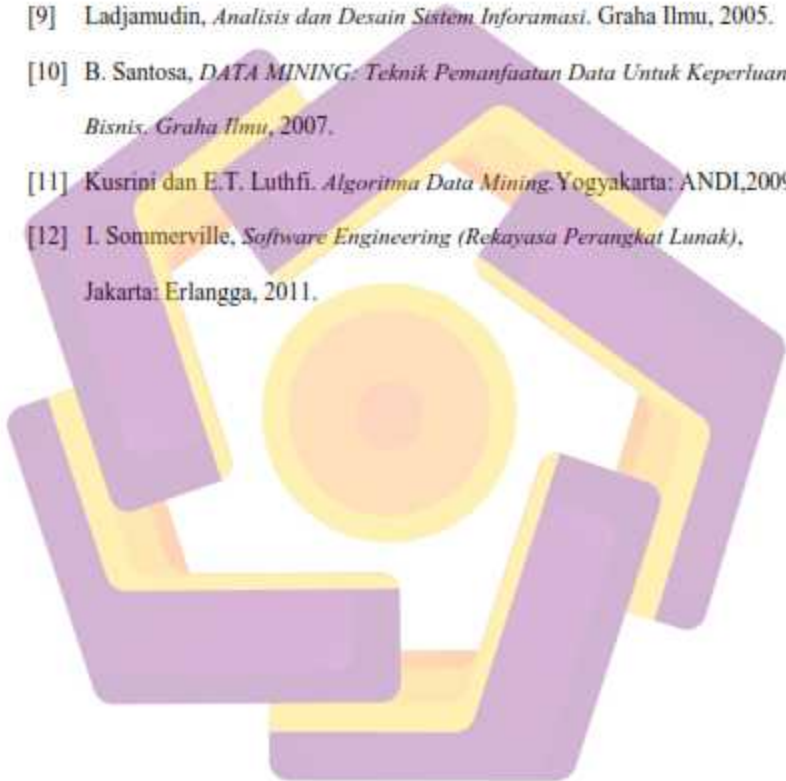 [9] Ladjamudin, Analisis dan Desain Sistem Inforamasi. Graha Ilmu, 2005.
[10] B. Santosa, DATA MINING: Teknik Pemanfaatan Data Untuk Keperluan
Bisnis. Graha Ilmu, 2007.
[11] Kusrini dan E.T. Luthfi. Algoritma Data Mining.Yogyakarta: ANDI,2009
[12] I. Sommerville, Software Engineering (Rekayasa Perangkat Lunak),
Jakarta: Erlangga, 2011.